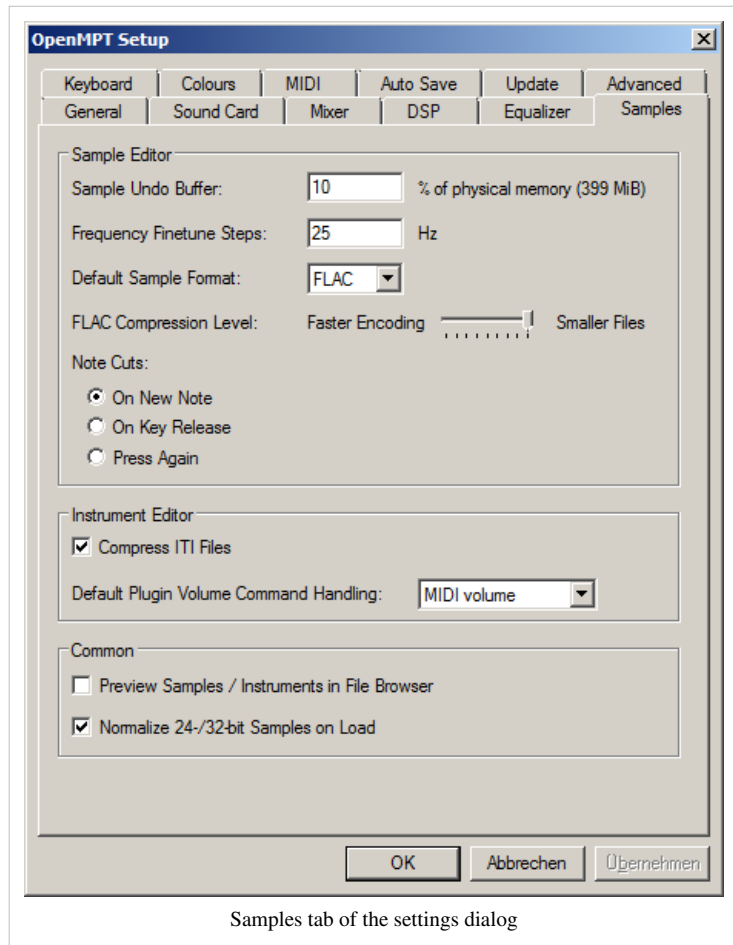 OpenMPT Setup
Keyboard Colours MIDI Auto Save Update Advanced
General Sound Card Mixer DSP Equalizer Samples
Sample Editor
Sample Undo Buffer: 10 % of physical memory (399 MiB)
Frequency Finetune Steps: 25 Hz
Default Sample Format: FLAC
FLAC Compression Level: Faster Encoding Smaller Files
Note Cuts:
On New Note
On Key Release
Press Again
Instrument Editor
Compress ITI Files
Default Plugin Volume Command Handling: MIDI volume
Common
Preview Samples / Instruments in File Browser
Normalize 24-/32-bit Samples on Load
OK Abbrechen Übernehmen
Samples tab of the settings dialog